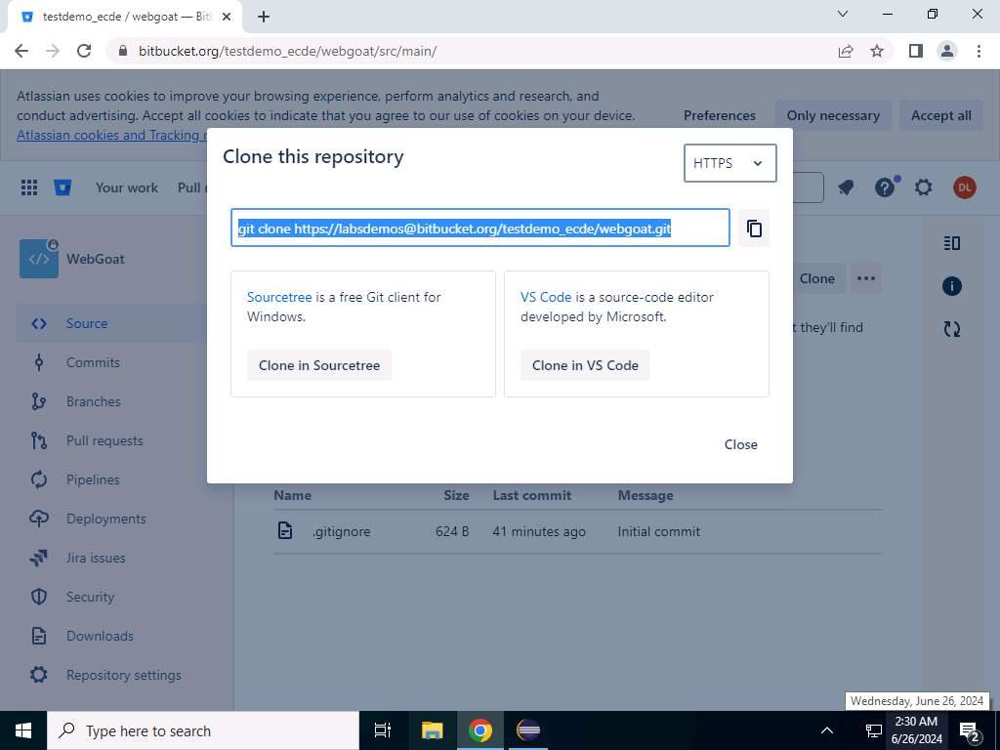 testdemo_ecde / webgoat — Bit
bitbucket.org/testdemo_ecde/webgoat/src/main/
Atlassian uses cookies to improve your browsing experience, perform analytics and research, and
conduct advertising. Accept all cookies to indicate that you agree to our use of cookies on your device.
Atlassian cookies and Tracking
Preferences
Only necessary
Accept all
Clone this repository
HTTPS
Your work
Pull
DL
git clone https://labsdemos@bitbucket.org/testdemo_ecde/webgoat.git
WebGoat
Clone
Sourcetree is a free Git client for
Windows.
Clone in Sourcetree
VS Code is a source-code editor
developed by Microsoft.
Clone in VS Code
t they'll find
Close
Source
Commits
Branches
Pull requests
Pipelines
Deployments
Jira issues
Security
Downloads
Repository settings
Name Size Last commit Message
.gitignore 624 B 41 minutes ago Initial commit
Wednesday, June 26, 2024
Type here to search
2:30 AM
6/26/2024
2